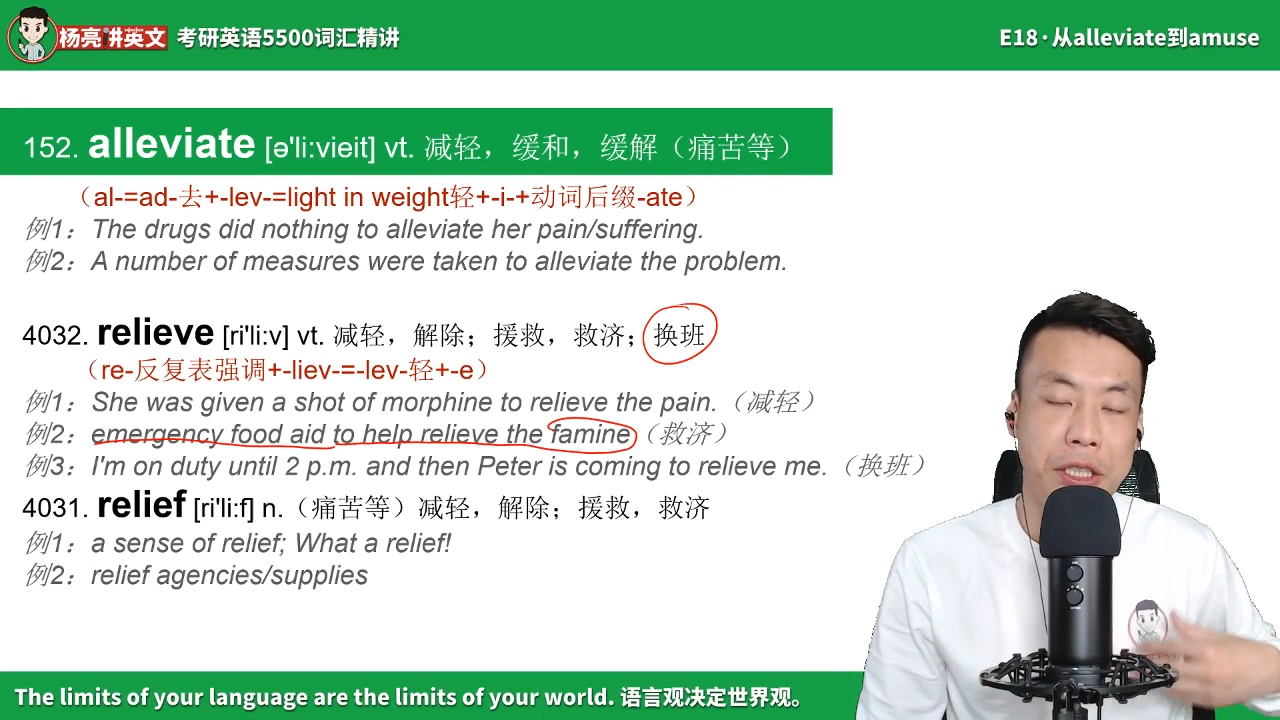 杨亮讲英文 考研英语5500词汇精讲
E18·从alleviate到amuse
152. alleviate [ə'li:vieit] vt. 减轻，缓和，缓解（痛苦等）
（al-=ad-去+-lev-=light in weight轻+-i-+动词后缀-ate）
例1：The drugs did nothing to alleviate her pain/suffering.
例2：A number of measures were taken to alleviate the problem.
4032. relieve [ri'li:v] vt. 减轻，解除；援救，救济；换班
（re-反复表强调+-liev-=-lev-轻+-e）
例1：She was given a shot of morphine to relieve the pain.（减轻）
例2：emergency food aid to help relieve the famine（救济）
例3：I'm on duty until 2 p.m. and then Peter is coming to relieve me.（换班）
4031. relief [ri'li:f] n.（痛苦等）减轻，解除；援救，救济
例1：a sense of relief; What a relief!
例2：relief agencies/supplies
The limits of your language are the limits of your world. 语言观决定世界观。